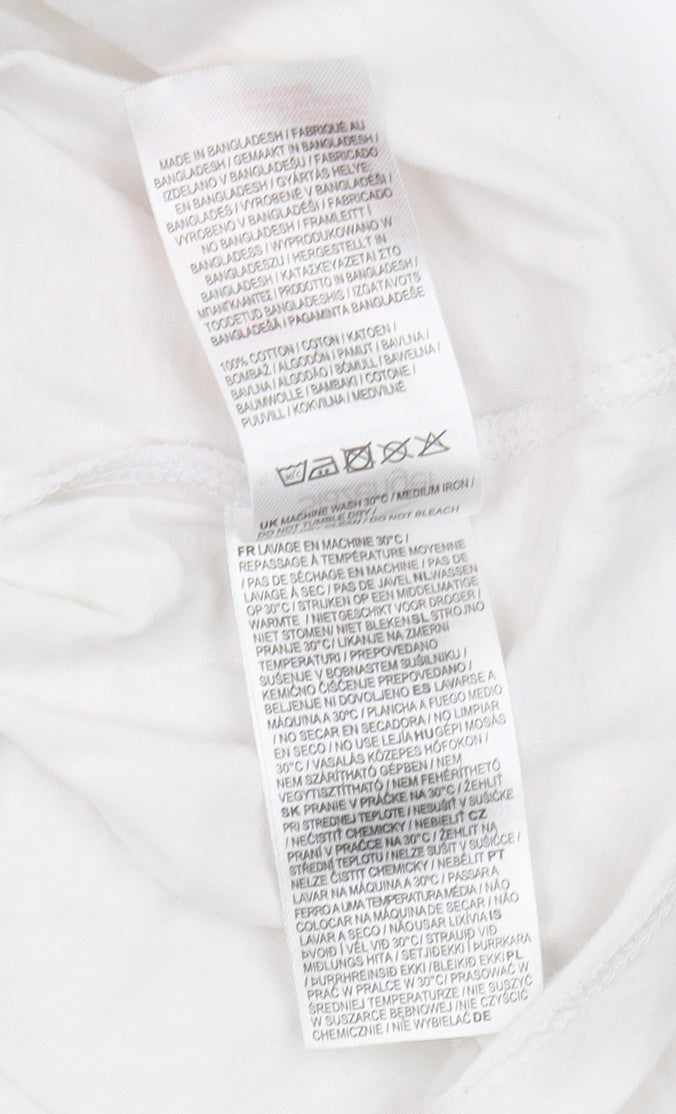 MADE IN BANGLADESH / FABRIQUÉ AU
BANGLADESH / GEMAAKT IN BANGLADESH /
IZDELANO V BANGLADEŠU / FABRICADO
EN BANGLADESH / GYÁRTÁS HELYE:
BANGLADES / VYROBENÉ V BANGLADÉŠI /
VYROBENO V BANGLADÉŠI / FABRICADO
NO BANGLADESH / FRAMLEITT Í
BANGLADESS / WYPRODUKOWANO W
BANGLADESZU / HERGESTELLT IN
BANGLADESH / ΚΑΤΑΣΚΕΥΑΖΕΤΑΙ ΣΤΟ
ΜΠΑΝΓΚΛΑΝΤΕΣ / PRODOTTO IN BANGLADESH /
TOODETUD BANGLADESHIS / IZGATAVOTS
BANGLADEŠĀ / PAGAMINTA BANGLADEŠE
100% COTTON / COTON / KATOEN /
BOMBAŽ / ALGODÓN / PAMUT / BAVLNA /
BAVLNA / ALGODÃO / BÓMULL / BAWEŁNA /
BAUMWOLLE / ΒΑΜΒΑΚΙ / COTONE /
PUUVILL / KOKVILNA / MEDVILNĖ
30°C
UK MACHINE WASH 30°C / MEDIUM IRON /
DO NOT TUMBLE DRY /
DO NOT DRY CLEAN / DO NOT BLEACH
FR LAVAGE EN MACHINE 30°C /
REPASSAGE À TEMPÉRATURE MOYENNE
/ PAS DE SÉCHAGE EN MACHINE / PAS DE
LAVAGE À SEC / PAS DE JAVEL NL WASSEN
OP 30°C / STRIJKEN OP EEN MIDDELMATIGE
WARMTE / NIET GESCHIKT VOOR DROGER /
NIET STOMEN/ NIET BLEKEN SL STROJNO
PRANJE 30°C / LIKANJE NA ZMERNI
TEMPERATURI / PREPOVEDANO
SUŠENJE V BOBNASTEM SUŠILNIKU /
KEMIČNO ČIŠČENJE PREPOVEDANO /
BELJENJE NI DOVOLJENO ES LAVARSE A
MÁQUINA A 30°C / PLANCHA A FUEGO MEDIO
/ NO SECAR EN SECADORA / NO LIMPIAR
EN SECO / NO USE LEJÍA HU GÉPI MOSÁS
30°C / VASALÁS KÖZEPES HŐFOKON /
NEM SZÁRÍTHATÓ GÉPBEN / NEM
VEGYTISZTÍTHATÓ / NEM FEHÉRÍTHETŐ
SK PRANIE V PRÁČKE NA 30°C / ŽEHLIŤ
PRI STREDNEJ TEPLOTE / NESUŠIŤ V SUŠIČKE
/ NEČISTIŤ CHEMICKY / NEBIELIŤ CZ
PRANÍ V PRAČCE NA 30°C / ŽEHLIT NA
STŘEDNÍ TEPLOTU / NELZE SUŠIT V SUŠIČCE /
NELZE ČISTIT CHEMICKY / NEBĚLIT PT
LAVAR NA MÁQUINA A 30°C / PASSAR A
FERRO A UMA TEMPERATURA MÉDIA / NÃO
COLOCAR NA MÁQUINA DE SECAR / NÃO
LAVAR A SECO / NÃO USAR LIXÍVIA IS
ÞVOIÐ Í VÉL VIÐ 30°C / STRAUIÐ VIÐ
MIÐLUNGS HITA / SETJIÐ EKKI Í ÞURRKARA
/ ÞURRHREINSIÐ EKKI / BLEIKIÐ EKKI PL
PRAĆ W PRALCE W 30°C / PRASOWAĆ W
ŚREDNIEJ TEMPERATURZE / NIE SUSZYĆ
W SUSZARCE BĘBNOWEJ / NIE CZYŚCIĆ
CHEMICZNIE / NIE WYBIELAĆ DE